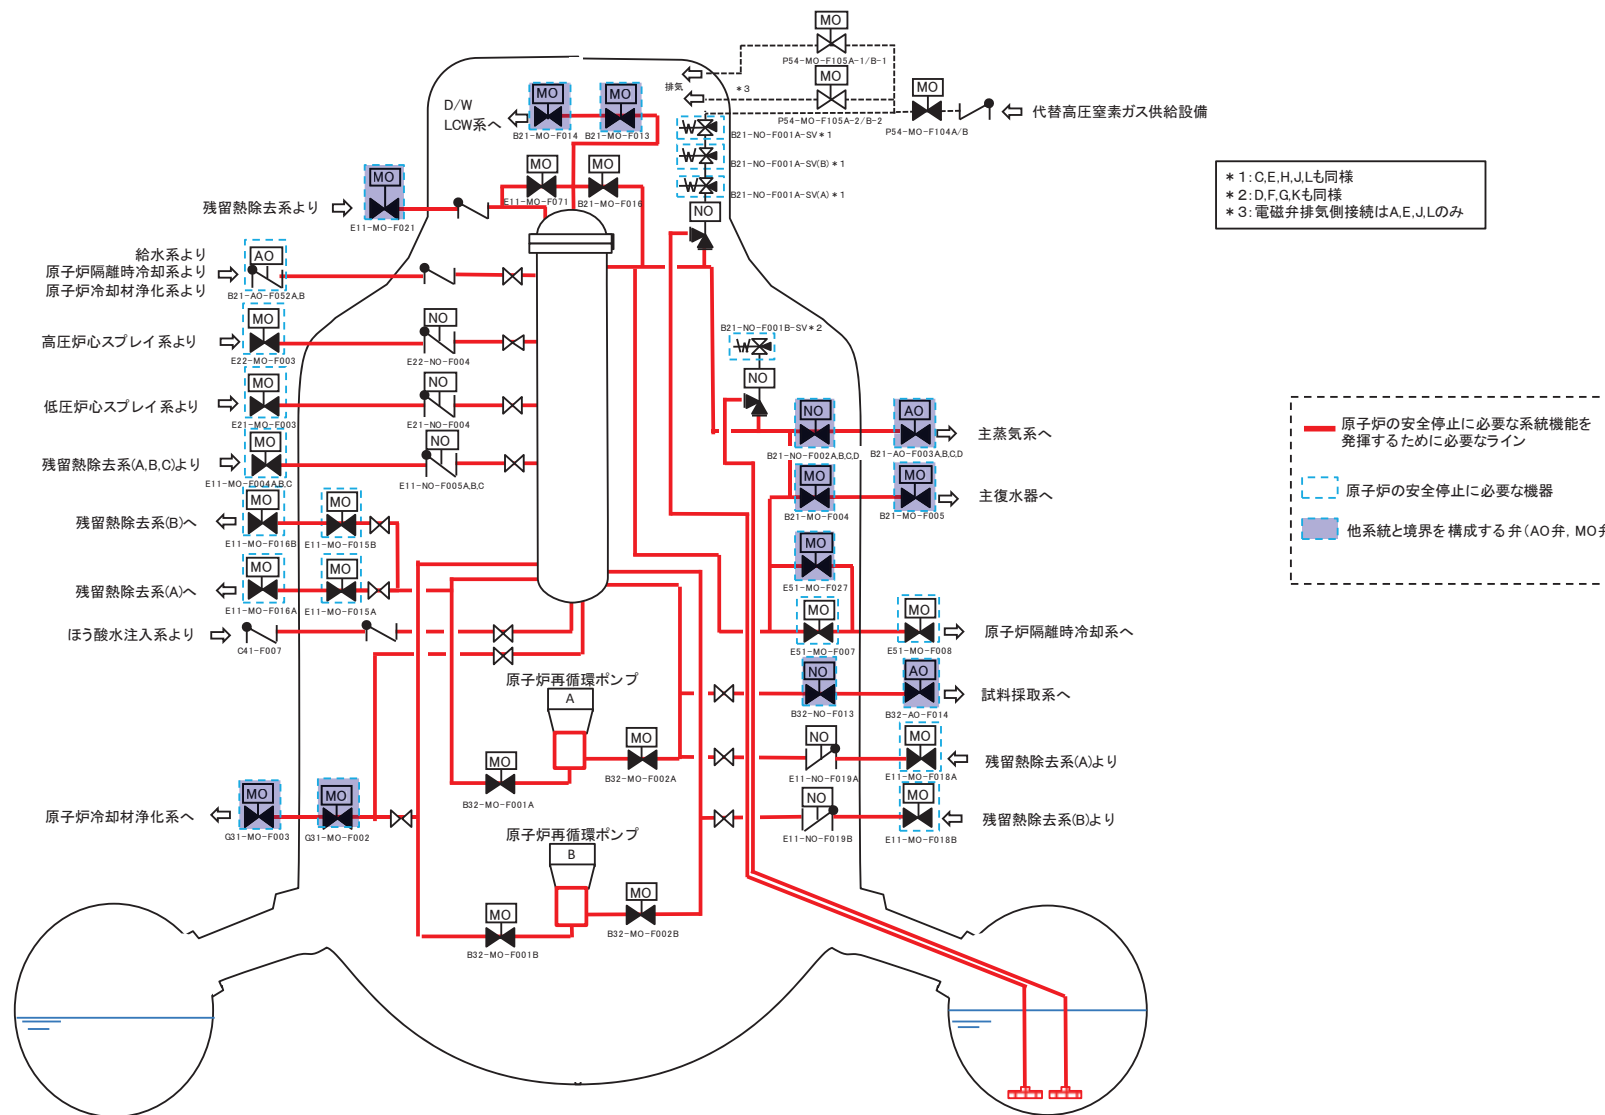 MO
P54-MO-F105A-1/B-1
排気
＊3
MO
P54-MO-F105A-2/B-2
MO
P54-MO-F104A/B
代替高圧窒素ガス供給設備
D/W
LCW系へ
MO
B21-MO-F014
MO
B21-MO-F013
B21-NO-F001A-SV＊1
B21-NO-F001A-SV(B)＊1
B21-NO-F001A-SV(A)＊1
NO
＊1：C,E,H,J,Lも同様
＊2：D,F,G,Kも同様
＊3：電磁弁排気側接続はA,E,J,Lのみ
残留熱除去系より
MO
E11-MO-F021
MO
E11-MO-F071
MO
B21-MO-F016
給水系より
原子炉隔離時冷却系より
原子炉冷却材浄化系より
AO
B21-AO-F052A,B
高圧炉心スプレイ系より
MO
E22-MO-F003
NO
E22-NO-F004
低圧炉心スプレイ系より
MO
E21-MO-F003
NO
E21-NO-F004
残留熱除去系(A,B,C)より
MO
E11-MO-F004A,B,C
NO
E11-NO-F005A,B,C
残留熱除去系(B)へ
MO
E11-MO-F016B
MO
E11-MO-F015B
残留熱除去系(A)へ
MO
E11-MO-F016A
MO
E11-MO-F015A
ほう酸水注入系より
C41-F007
原子炉冷却材浄化系へ
MO
G31-MO-F003
MO
G31-MO-F002
原子炉再循環ポンプ
A
MO
B32-MO-F001A
MO
B32-MO-F002A
原子炉再循環ポンプ
B
MO
B32-MO-F001B
MO
B32-MO-F002B
B21-NO-F001B-SV＊2
NO
NO
B21-NO-F002A,B,C,D
AO
B21-AO-F003A,B,C,D
主蒸気系へ
MO
B21-MO-F004
MO
B21-MO-F005
主復水器へ
MO
E51-MO-F027
MO
E51-MO-F007
MO
E51-MO-F008
原子炉隔離時冷却系へ
NO
B32-NO-F013
AO
B32-AO-F014
試料採取系へ
NO
E11-NO-F019A
MO
E11-MO-F018A
残留熱除去系(A)より
NO
E11-NO-F019B
MO
E11-MO-F018B
残留熱除去系(B)より
原子炉の安全停止に必要な系統機能を
発揮するために必要なライン
原子炉の安全停止に必要な機器
他系統と境界を構成する弁(AO弁, MO弁